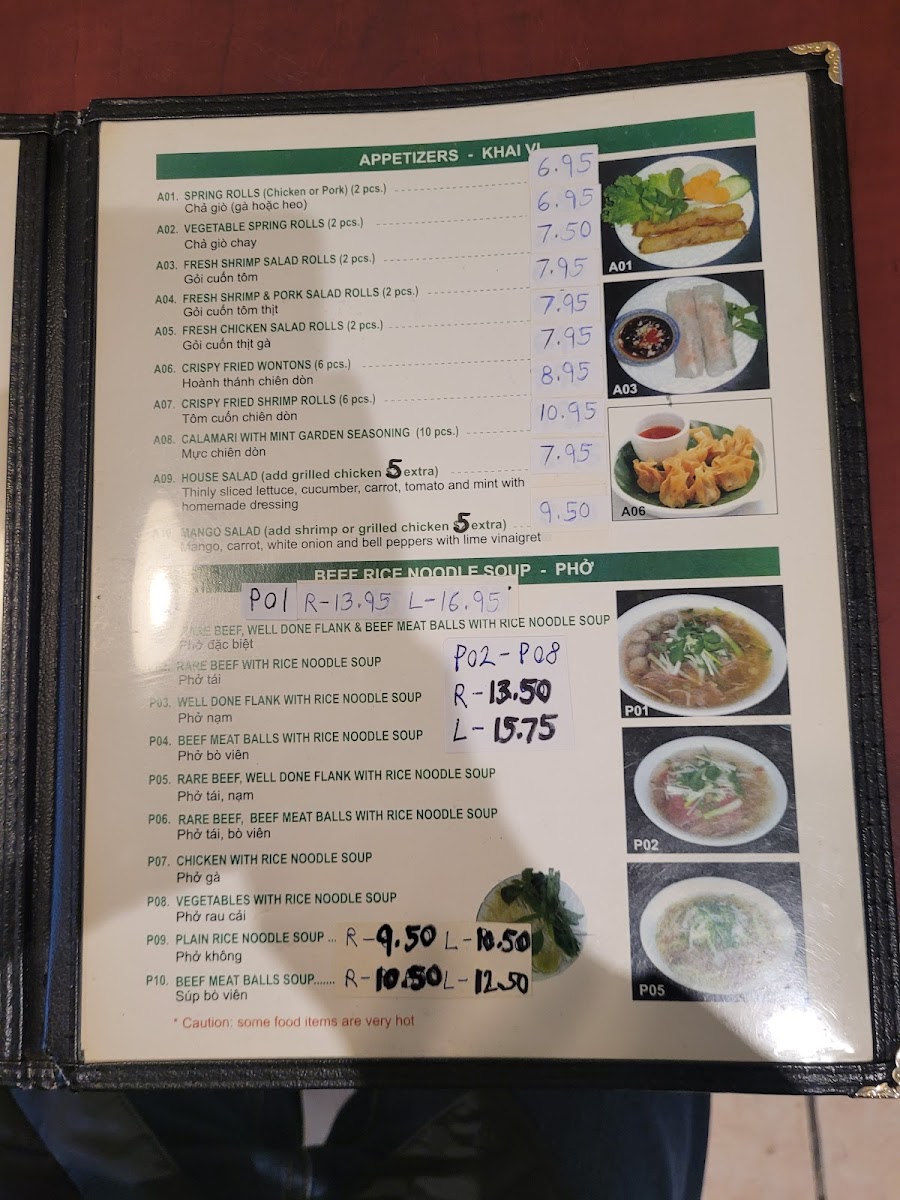 APPETIZERS - KHAI VỊ
A01. SPRING ROLLS (Chicken or Pork) (2 pcs.) 6.95
Chả giò (gà hoặc heo)
A02. VEGETABLE SPRING ROLLS (2 pcs.) 6.95
Chả giò chay
A03. FRESH SHRIMP SALAD ROLLS (2 pcs.) 7.50
Gỏi cuốn tôm
A04. FRESH SHRIMP & PORK SALAD ROLLS (2 pcs.) 7.95
Gỏi cuốn tôm thịt
A05. FRESH CHICKEN SALAD ROLLS (2 pcs.) 7.95
Gỏi cuốn thịt gà
A06. CRISPY FRIED WONTONS (6 pcs.) 7.95
Hoành thánh chiên dòn
A07. CRISPY FRIED SHRIMP ROLLS (6 pcs.) 8.95
Tôm cuốn chiên dòn
A08. CALAMARI WITH MINT GARDEN SEASONING (10 pcs.) 10.95
Mực chiên dòn
A09. HOUSE SALAD (add grilled chicken 5 extra) 7.95
Thinly sliced lettuce, cucumber, carrot, tomato and mint with
homemade dressing
MANGO SALAD (add shrimp or grilled chicken 5 extra) 9.50
Mango, carrot, white onion and bell peppers with lime vinaigret
A01
A03
A06
BEEF RICE NOODLE SOUP - PHỞ
P01 R-13.95 L-16.95
RARE BEEF, WELL DONE FLANK & BEEF MEAT BALLS WITH RICE NOODLE SOUP
Phở đặc biệt
RARE BEEF WITH RICE NOODLE SOUP
Phở tái
P02-P08
R-13.50
L-15.75
P03. WELL DONE FLANK WITH RICE NOODLE SOUP
Phở nạm
P04. BEEF MEAT BALLS WITH RICE NOODLE SOUP
Phở bò viên
P05. RARE BEEF, WELL DONE FLANK WITH RICE NOODLE SOUP
Phở tái, nạm
P06. RARE BEEF, BEEF MEAT BALLS WITH RICE NOODLE SOUP
Phở tái, bò viên
P07. CHICKEN WITH RICE NOODLE SOUP
Phở gà
P08. VEGETABLES WITH RICE NOODLE SOUP
Phở rau cải
P09. PLAIN RICE NOODLE SOUP ... R-9.50 L-10.50
Phở không
P10. BEEF MEAT BALLS SOUP....... R-10.50 L-12.50
Súp bò viên
* Caution: some food items are very hot
P01
P02
P05